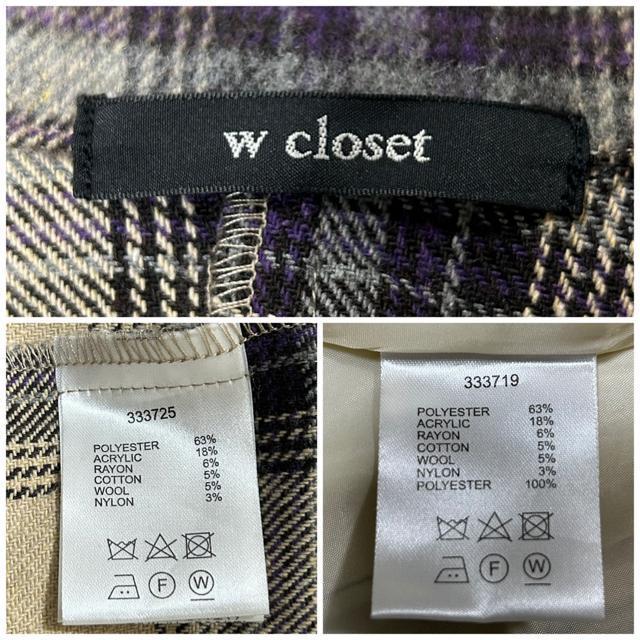 w closet
333725
POLYESTER 63%
ACRYLIC 18%
RAYON 6%
COTTON 5%
WOOL 5%
NYLON 3%
F W
333719
POLYESTER 63%
ACRYLIC 18%
RAYON 6%
COTTON 5%
WOOL 5%
NYLON 3%
POLYESTER 100%
F W